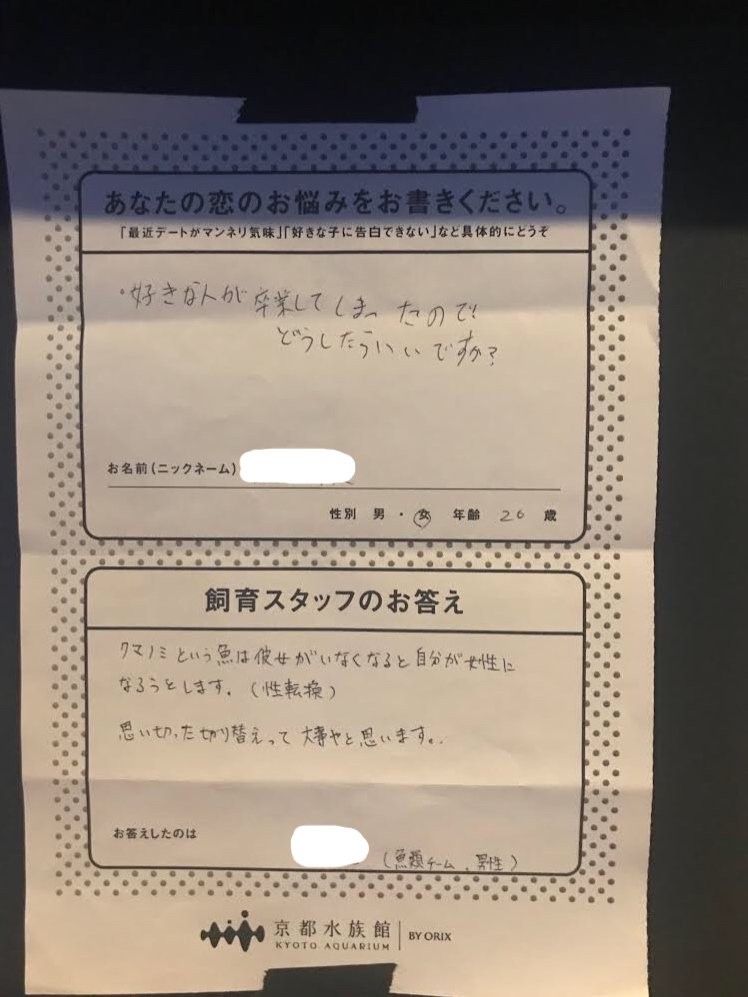 あなたの恋のお悩みをお書きください。
「最近デートがマンネリ気味」「好きな子に告白できない」など具体的にどうぞ
・好きな人が卒業してしまったので!
どうしたらいいですか?
お名前(ニックネーム)
性別 男 ・ 女 年齢 20 歳
飼育スタッフのお答え
クマノミという魚は彼女がいなくなると自分が女性に
なろうとします。(性転換)
思い切った切り替えって大事やと思います。
お答えしたのは
(魚類チーム、男性)
京都水族館 BY ORIX
KYOTO AQUARIUM